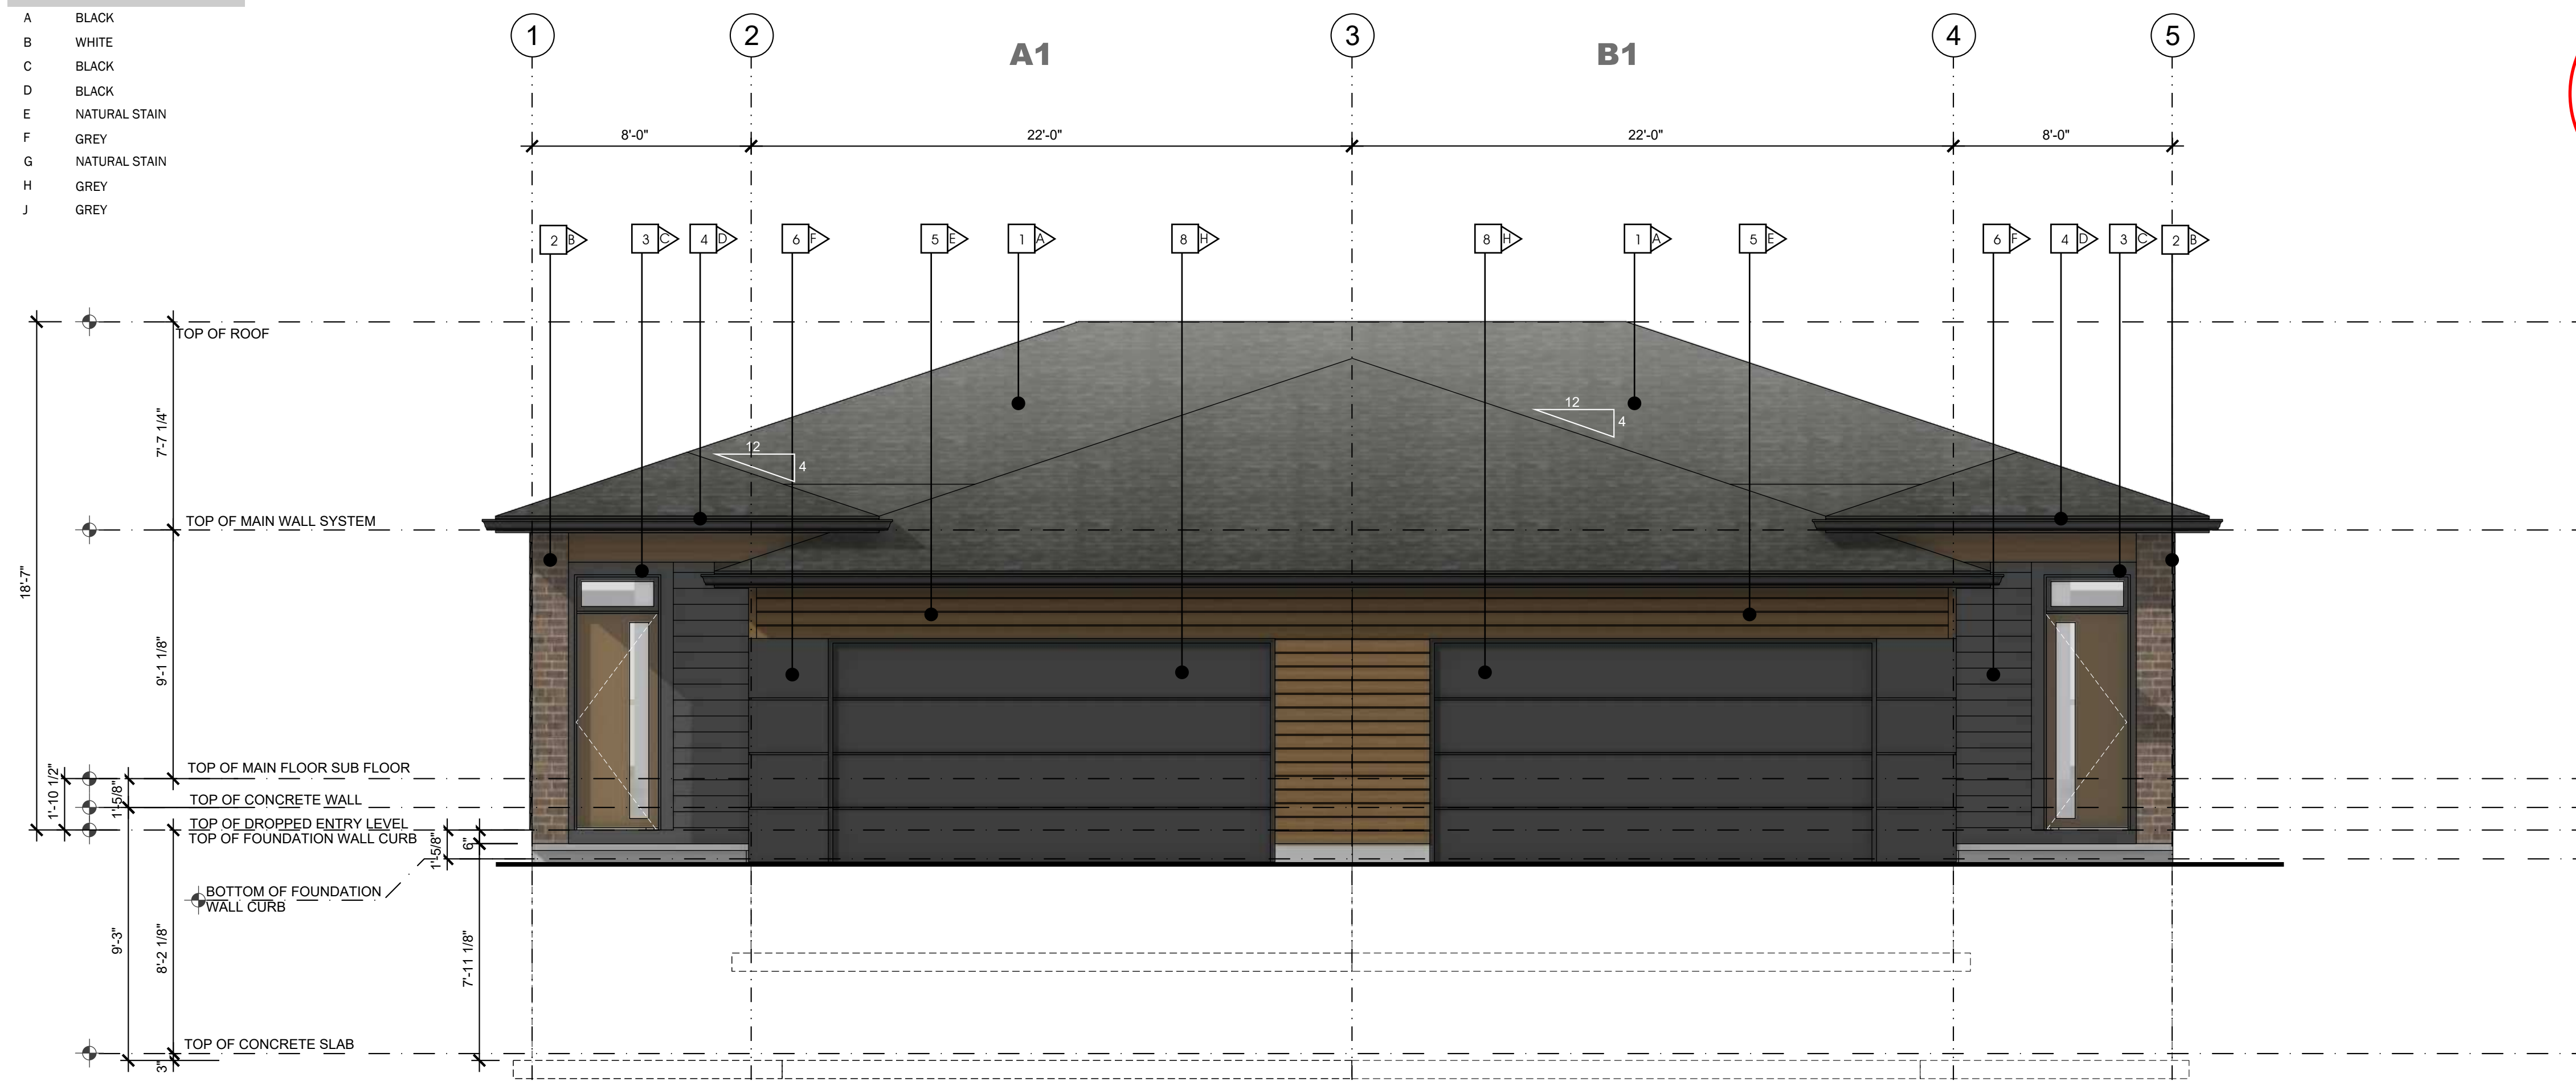 A BLACK
B WHITE
C BLACK
D BLACK
E NATURAL STAIN
F GREY
G NATURAL STAIN
H GREY
J GREY
1 2 3 4 5
A1 B1
8'-0" 22'-0" 22'-0" 8'-0"
2 B 3 C 4 D 6 F 5 E 1 A 8 H 8 H 1 A 5 E 6 F 4 D 3 C 2 B
TOP OF ROOF
7'-7 1/4"
12
4
12
4
TOP OF MAIN WALL SYSTEM
18'-7"
9'-1 1/8"
TOP OF MAIN FLOOR SUB FLOOR
1'-10 1/2"
1'-5/8"
TOP OF CONCRETE WALL
TOP OF DROPPED ENTRY LEVEL
TOP OF FOUNDATION WALL CURB
1'-5/8"
6"
BOTTOM OF FOUNDATION
WALL CURB
9'-3"
8'-2 1/8"
7'-11 1/8"
TOP OF CONCRETE SLAB
3"